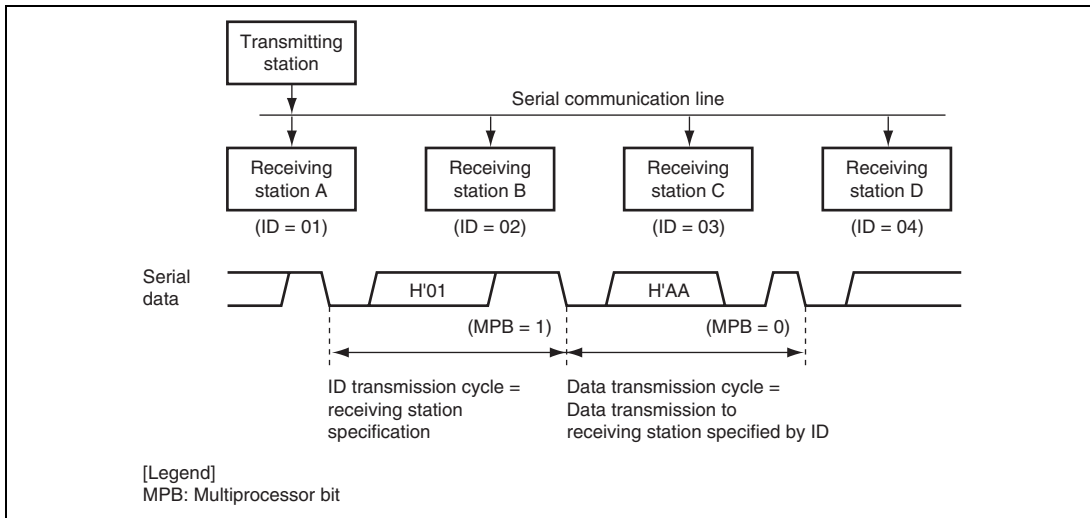 Transmitting
station
Serial communication line
Receiving
station A
Receiving
station B
Receiving
station C
Receiving
station D
(ID = 01)
(ID = 02)
(ID = 03)
(ID = 04)
Serial
data
H'01
H'AA
(MPB = 1)
(MPB = 0)
ID transmission cycle =
receiving station
specification
Data transmission cycle =
Data transmission to
receiving station specified by ID
[Legend]
MPB: Multiprocessor bit